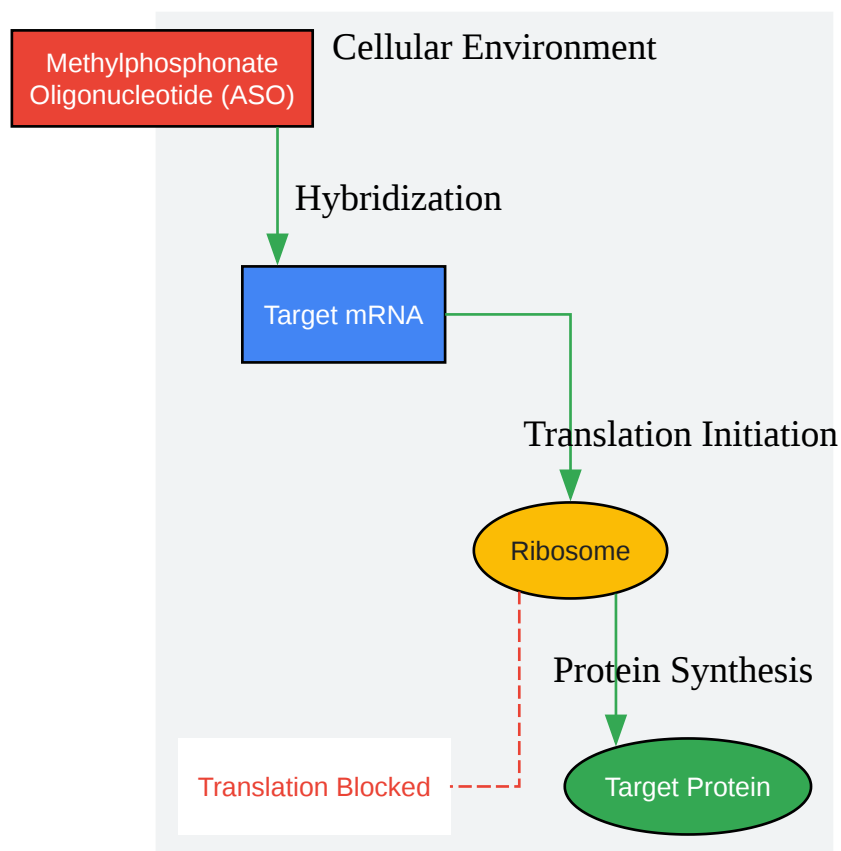 Cellular Environment
Methylphosphonate
Oligonucleotide (ASO)
Hybridization
Target mRNA
Translation Initiation
Ribosome
Protein Synthesis
Translation Blocked
Target Protein